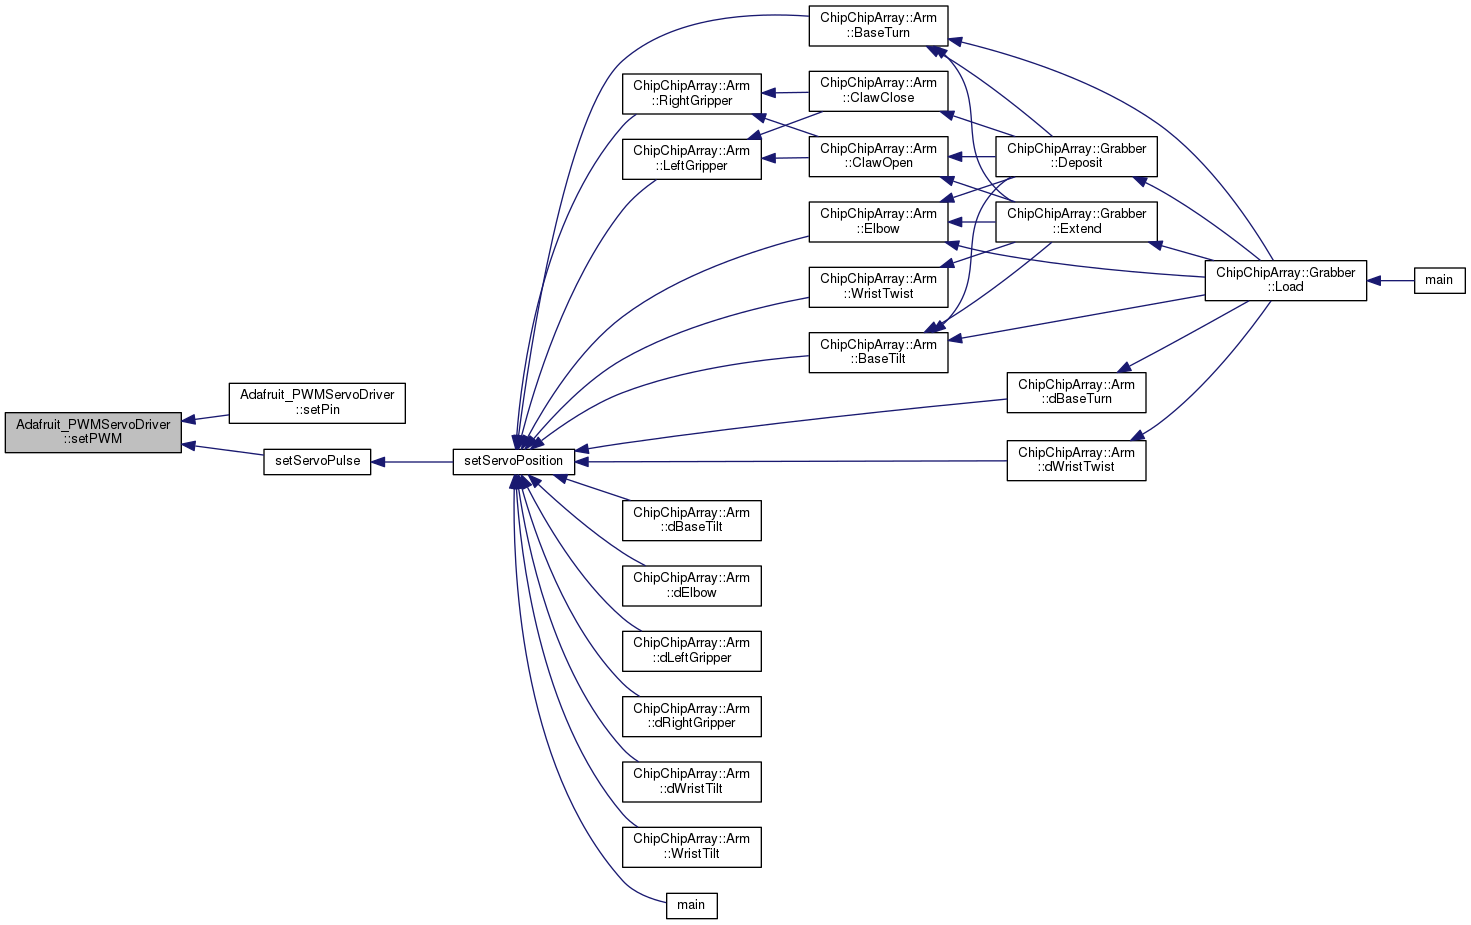 ChipChipArray::Arm
::BaseTurn
ChipChipArray::Arm
::RightGripper
ChipChipArray::Arm
::ClawClose
ChipChipArray::Arm
::LeftGripper
ChipChipArray::Arm
::ClawOpen
ChipChipArray::Grabber
::Deposit
ChipChipArray::Arm
::Elbow
ChipChipArray::Grabber
::Extend
ChipChipArray::Arm
::WristTwist
ChipChipArray::Grabber
::Load
main
ChipChipArray::Arm
::BaseTilt
ChipChipArray::Arm
::dBaseTurn
Adafruit_PWMServoDriver
::setPin
Adafruit_PWMServoDriver
::setPWM
setServoPulse
setServoPosition
ChipChipArray::Arm
::dWristTwist
ChipChipArray::Arm
::dBaseTilt
ChipChipArray::Arm
::dElbow
ChipChipArray::Arm
::dLeftGripper
ChipChipArray::Arm
::dRightGripper
ChipChipArray::Arm
::dWristTilt
ChipChipArray::Arm
::WristTilt
main